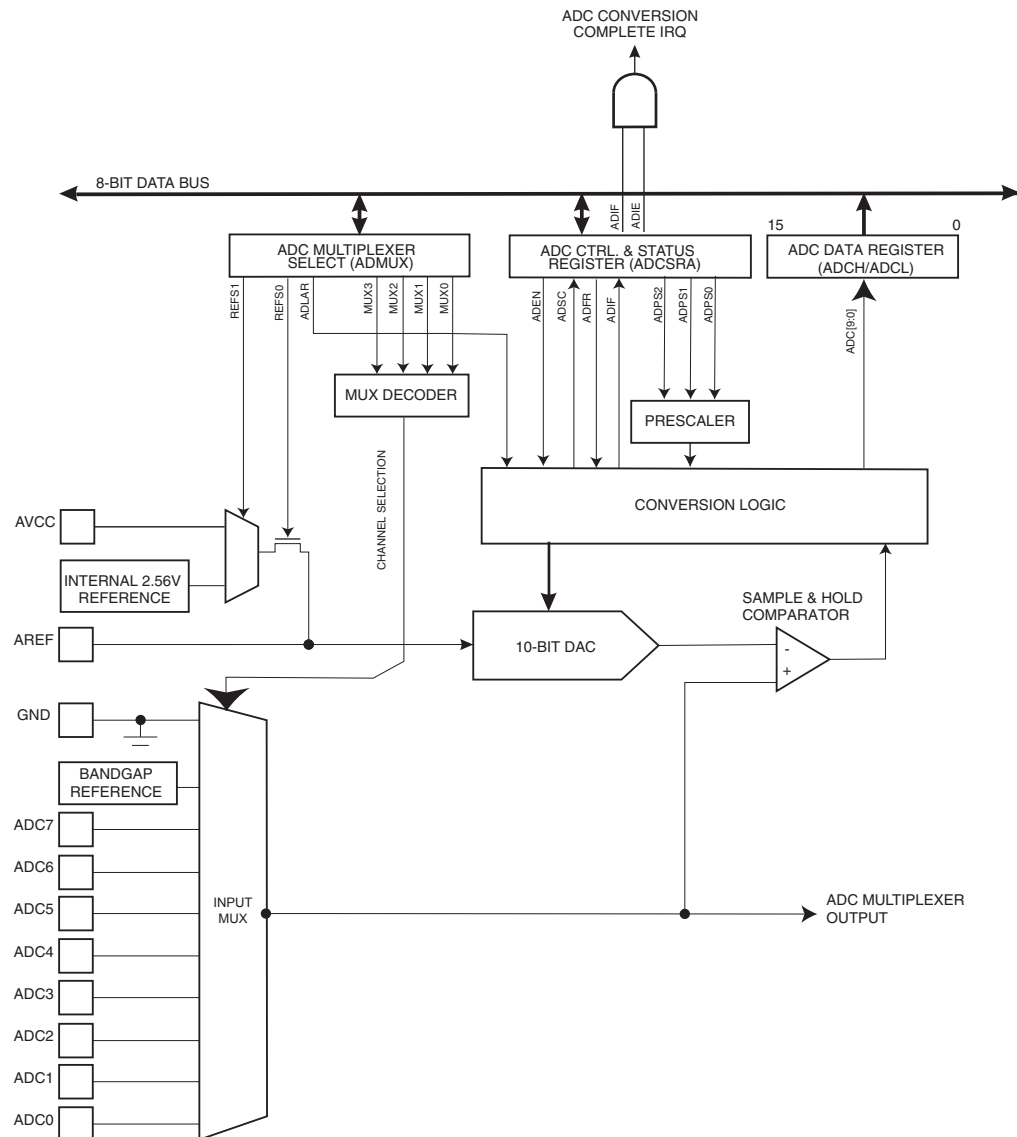 ADC CONVERSION
COMPLETE IRQ
8-BIT DATA BUS
ADIF
ADIE
15
0
ADC MULTIPLEXER
SELECT (ADMUX)
ADC CTRL. & STATUS
REGISTER (ADCSRA)
ADC DATA REGISTER
(ADCH/ADCL)
REFS1
REFS0
ADLAR
MUX3
MUX2
MUX1
MUX0
ADEN
ADSC
ADFR
ADIF
ADPS2
ADPS1
ADPS0
ADC[9:0]
MUX DECODER
PRESCALER
CHANNEL SELECTION
CONVERSION LOGIC
AVCC
INTERNAL 2.56V
REFERENCE
SAMPLE & HOLD
COMPARATOR
AREF
10-BIT DAC
-
+
GND
BANDGAP
REFERENCE
ADC7
ADC6
ADC5
INPUT
MUX
ADC MULTIPLEXER
OUTPUT
ADC4
ADC3
ADC2
ADC1
ADC0